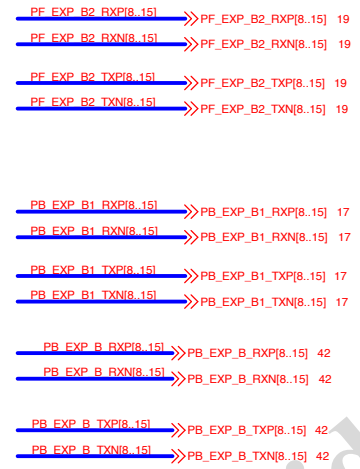 PF_EXP_B2_RXP[8..15] PF_EXP_B2_RXP[8..15] 19
PF_EXP_B2_RXN[8..15] PF_EXP_B2_RXN[8..15] 19
PF_EXP_B2_TXP[8..15] PF_EXP_B2_TXP[8..15] 19
PF_EXP_B2_TXN[8..15] PF_EXP_B2_TXN[8..15] 19
PB_EXP_B1_RXP[8..15] PB_EXP_B1_RXP[8..15] 17
PB_EXP_B1_RXN[8..15] PB_EXP_B1_RXN[8..15] 17
PB_EXP_B1_TXP[8..15] PB_EXP_B1_TXP[8..15] 17
PB_EXP_B1_TXN[8..15] PB_EXP_B1_TXN[8..15] 17
PB_EXP_B_RXP[8..15] PB_EXP_B_RXP[8..15] 42
PB_EXP_B_RXN[8..15] PB_EXP_B_RXN[8..15] 42
PB_EXP_B_TXP[8..15] PB_EXP_B_TXP[8..15] 42
PB_EXP_B_TXN[8..15] PB_EXP_B_TXN[8..15] 42